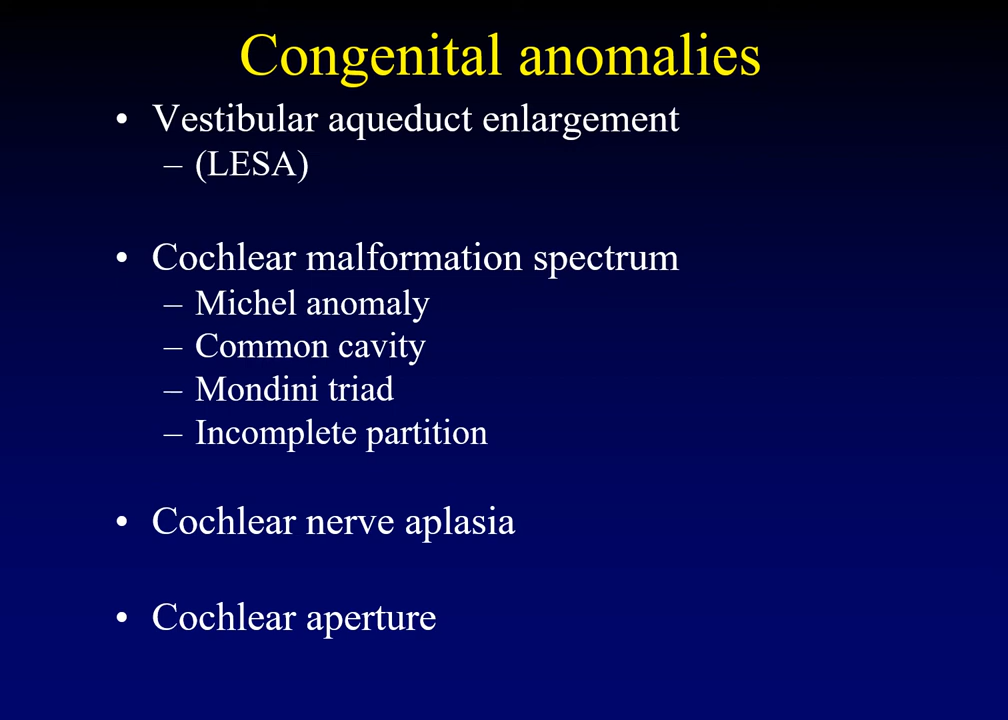 Congenital anomalies
• Vestibular aqueduct enlargement
– (LESA)
• Cochlear malformation spectrum
– Michel anomaly
– Common cavity
– Mondini triad
– Incomplete partition
• Cochlear nerve aplasia
• Cochlear aperture